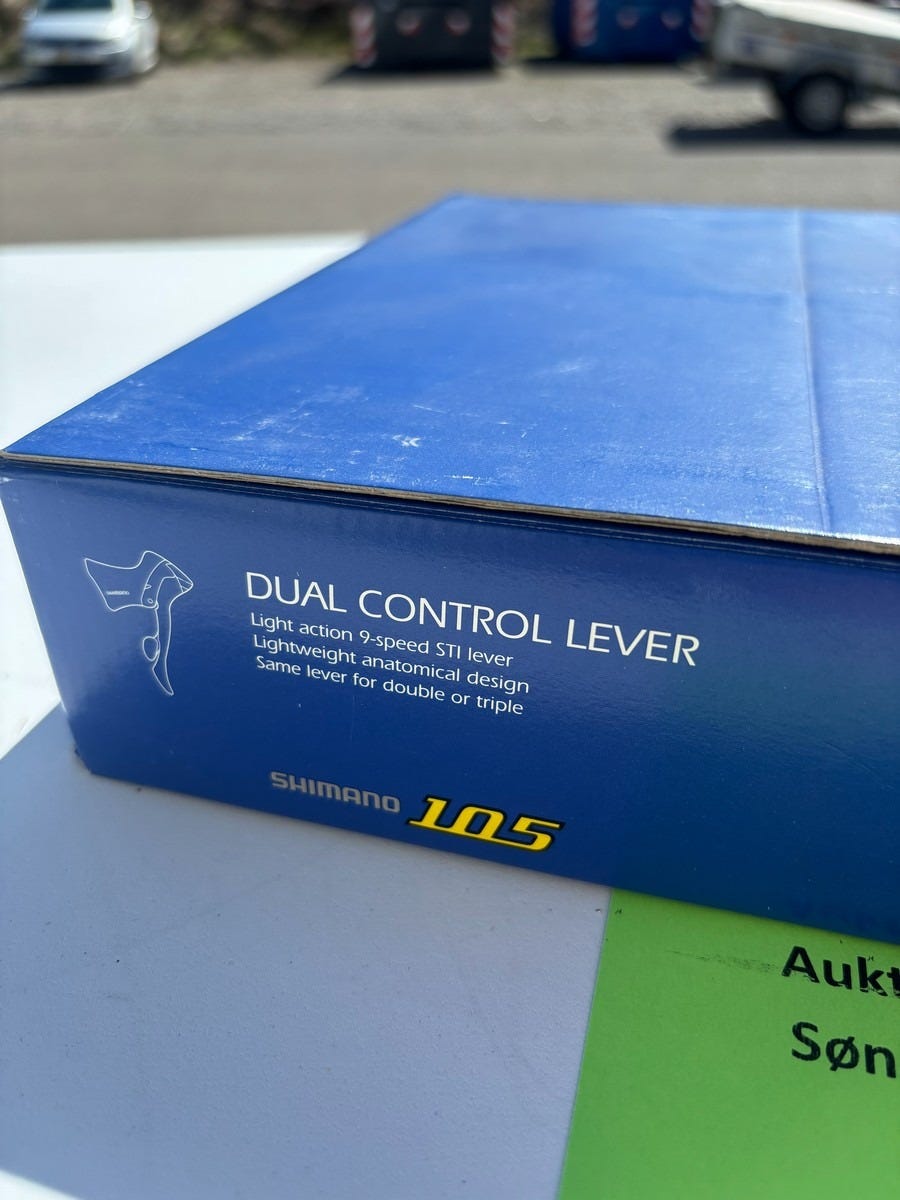 DUAL CONTROL LEVER
Light action 9-speed STI lever
Lightweight anatomical design
Same lever for double or triple
SHIMANO
SHIMANO 105
Aukt
Søn